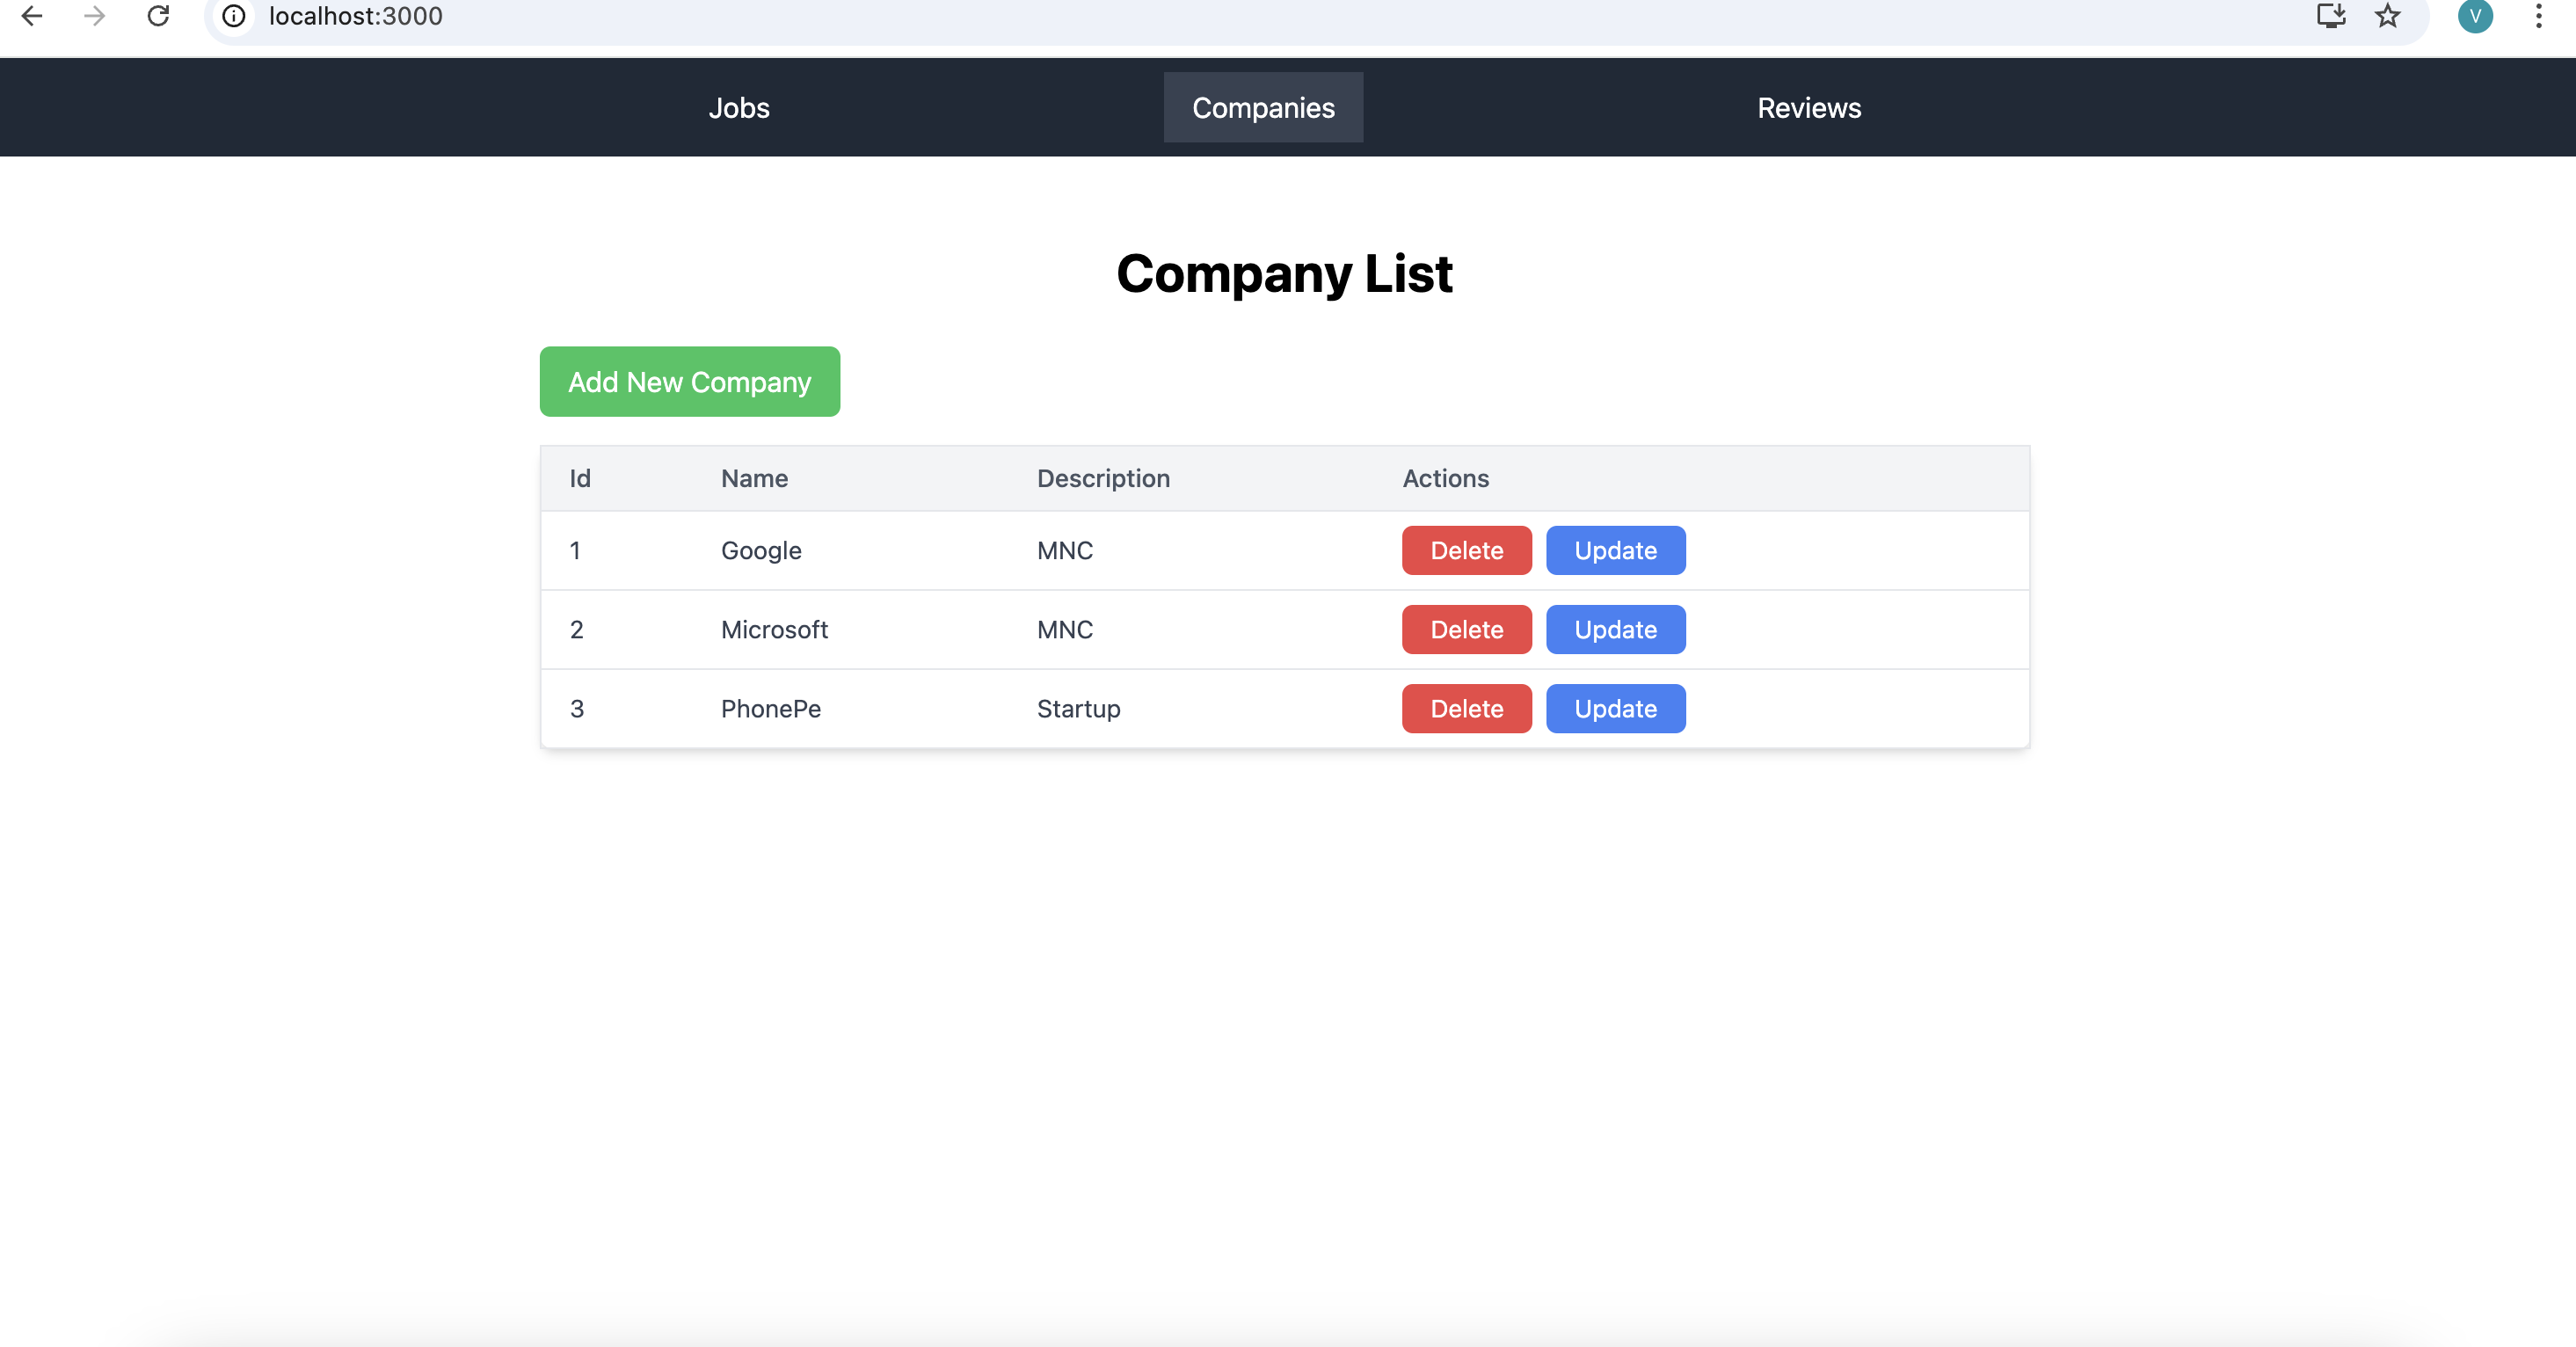 localhost:3000
V
Jobs Companies Reviews
Company List
Add New Company
Id Name Description Actions
1 Google MNC Delete Update
2 Microsoft MNC Delete Update
3 PhonePe Startup Delete Update